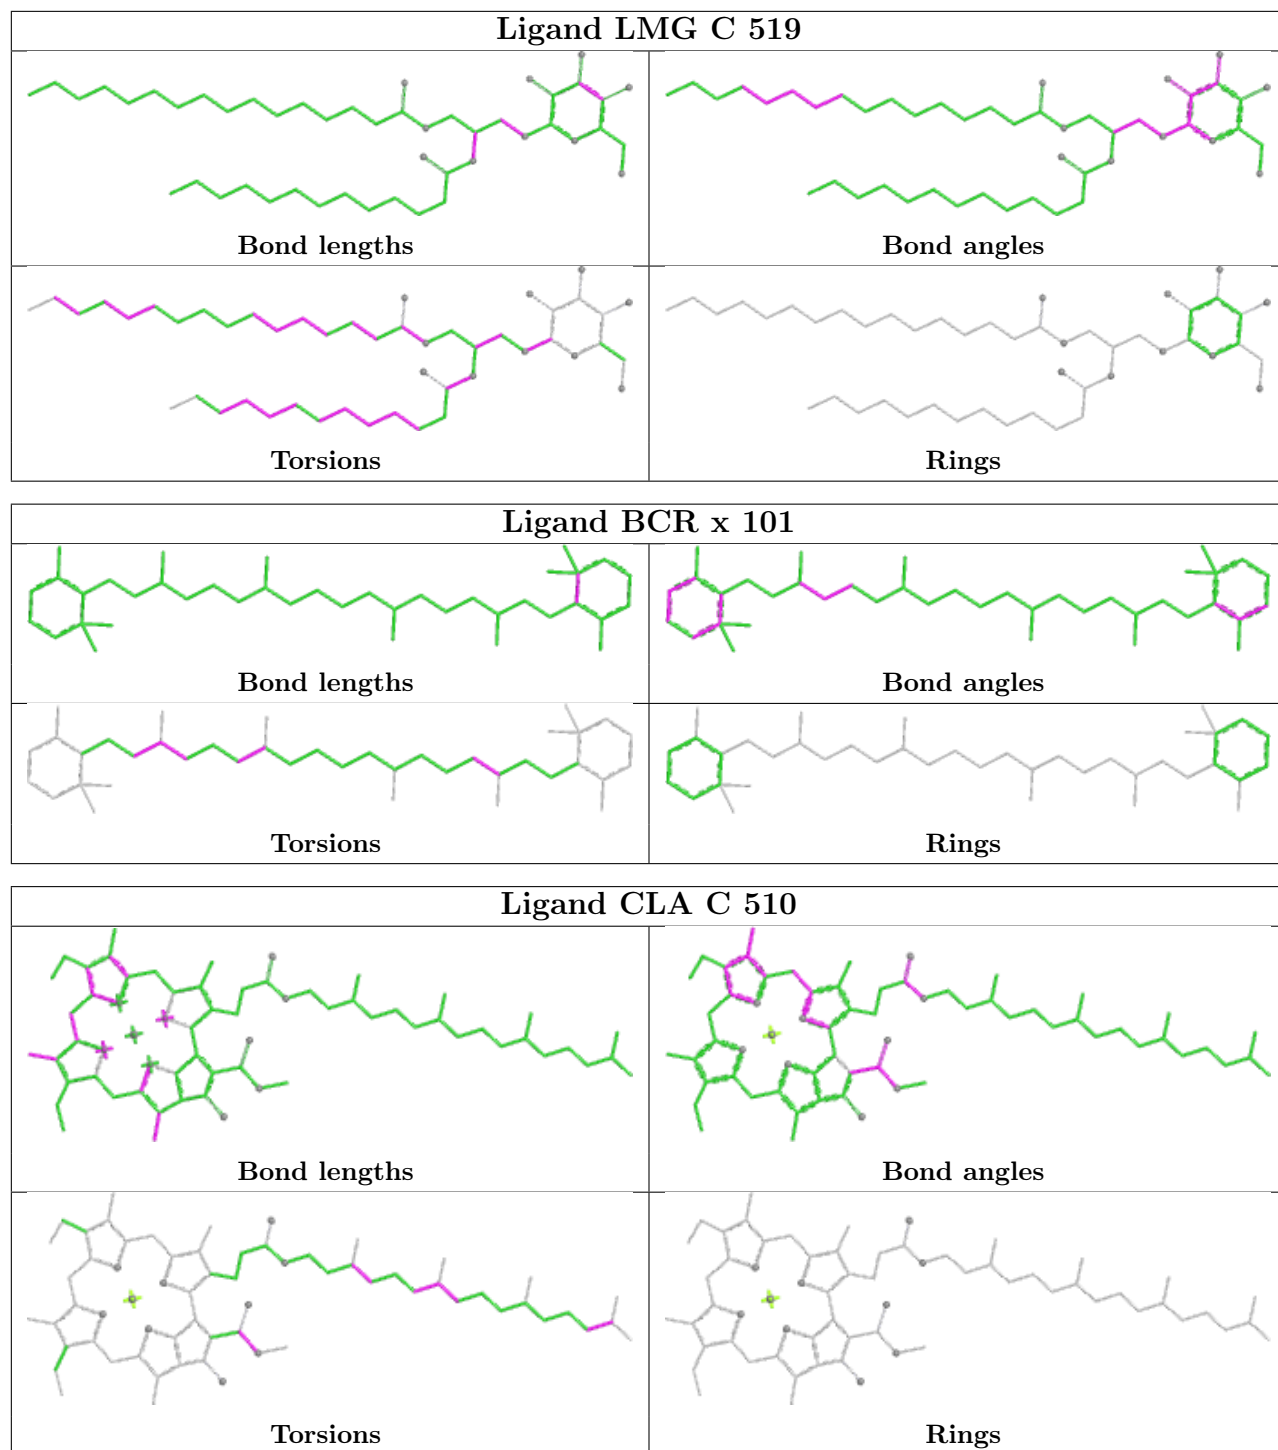 Ligand LMG C 519
Bond lengths
Bond angles
Torsions
Rings
Ligand BCR x 101
Bond lengths
Bond angles
Torsions
Rings
Ligand CLA C 510
Bond lengths
Bond angles
Torsions
Rings